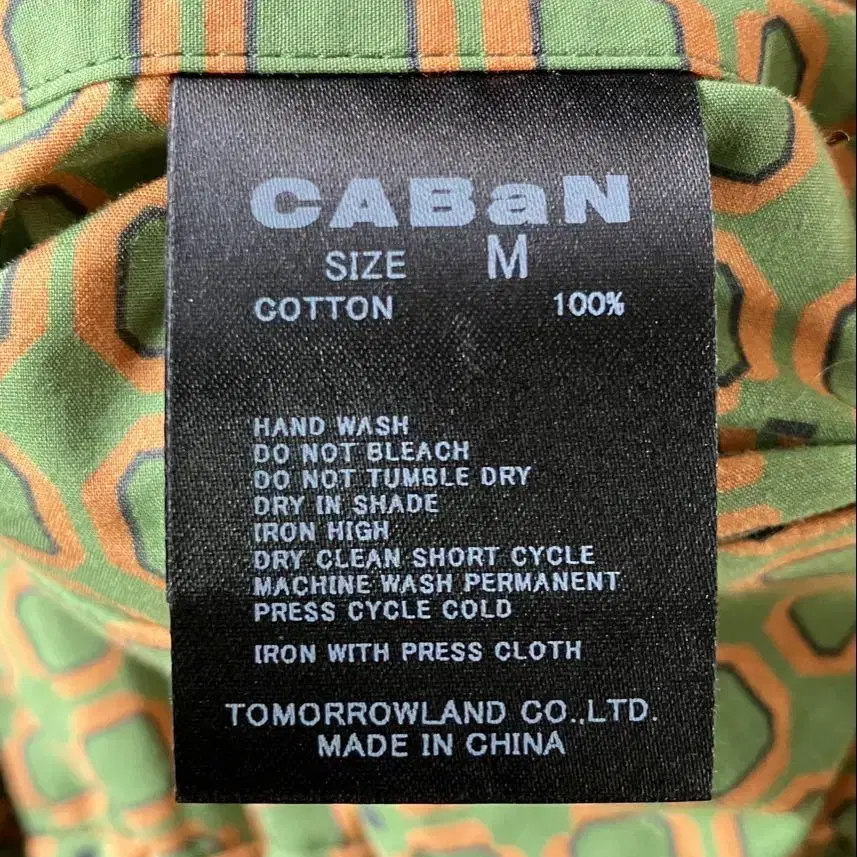 CABaN
SIZE M
COTTON 100%
HAND WASH
DO NOT BLEACH
DO NOT TUMBLE DRY
DRY IN SHADE
IRON HIGH
DRY CLEAN SHORT CYCLE
MACHINE WASH PERMANENT
PRESS CYCLE COLD
IRON WITH PRESS CLOTH
TOMORROWLAND CO.,LTD.
MADE IN CHINA